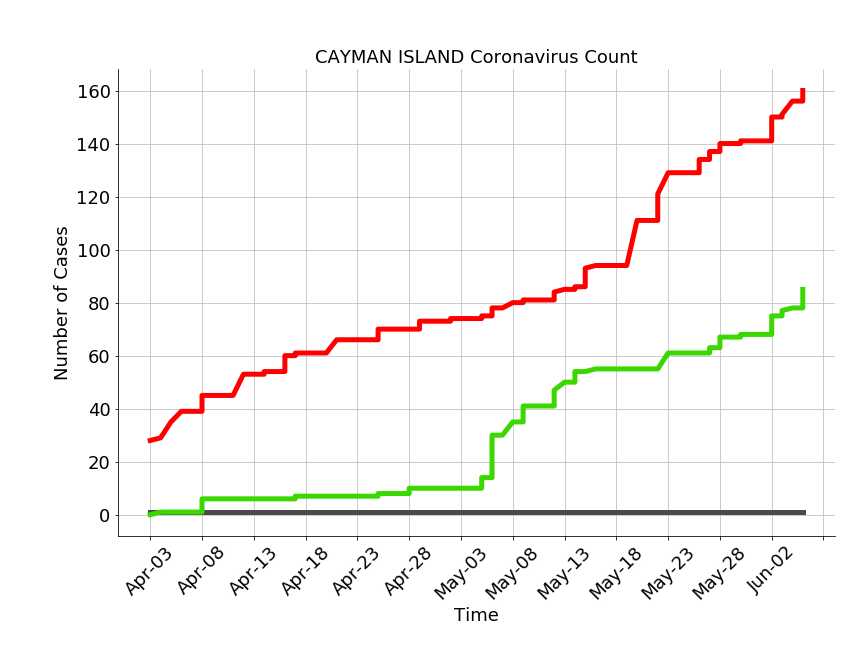 CAYMAN ISLAND Coronavirus Count
160
140
120
100
80
60
40
20
0
Number of Cases
Apr-03
Apr-08
Apr-13
Apr-18
Apr-23
Apr-28
May-03
May-08
May-13
May-18
May-23
May-28
Jun-02
Time